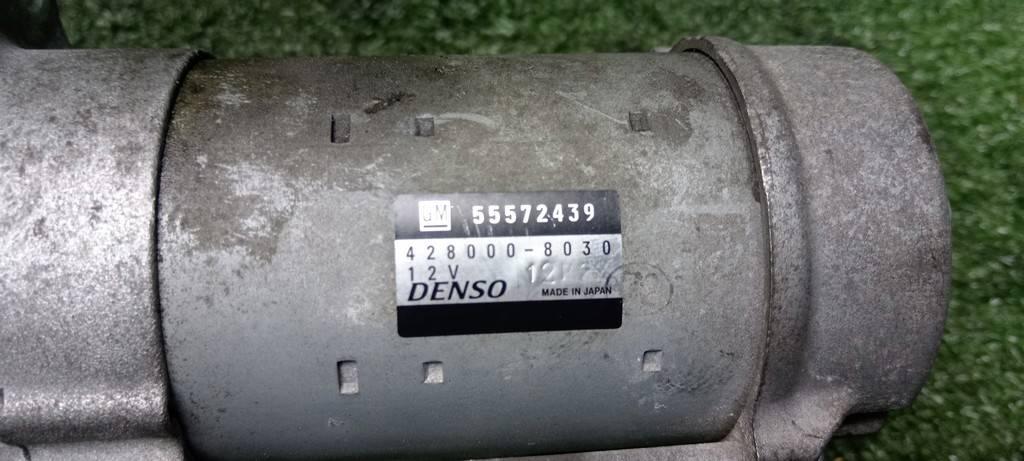 GM 55572439
428000-8030
12V
DENSO MADE IN JAPAN